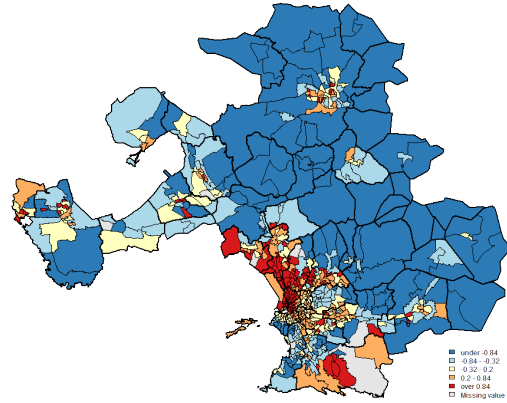 under -0.84
-0.84 - -0.32
-0.32 - 0.2
0.2 - 0.84
over 0.84
Missing value